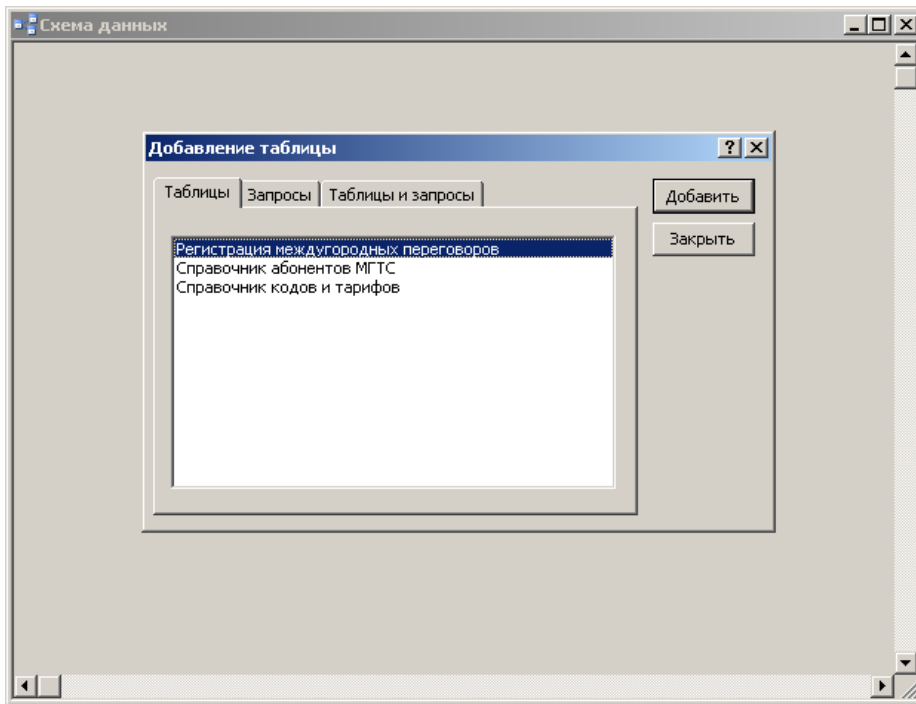 Схема данных
Добавление таблицы
Таблицы Запросы Таблицы и запросы
Добавить
Закрыть
Регистрация междугородных переговоров
Справочник абонентов МГТС
Справочник кодов и тарифов